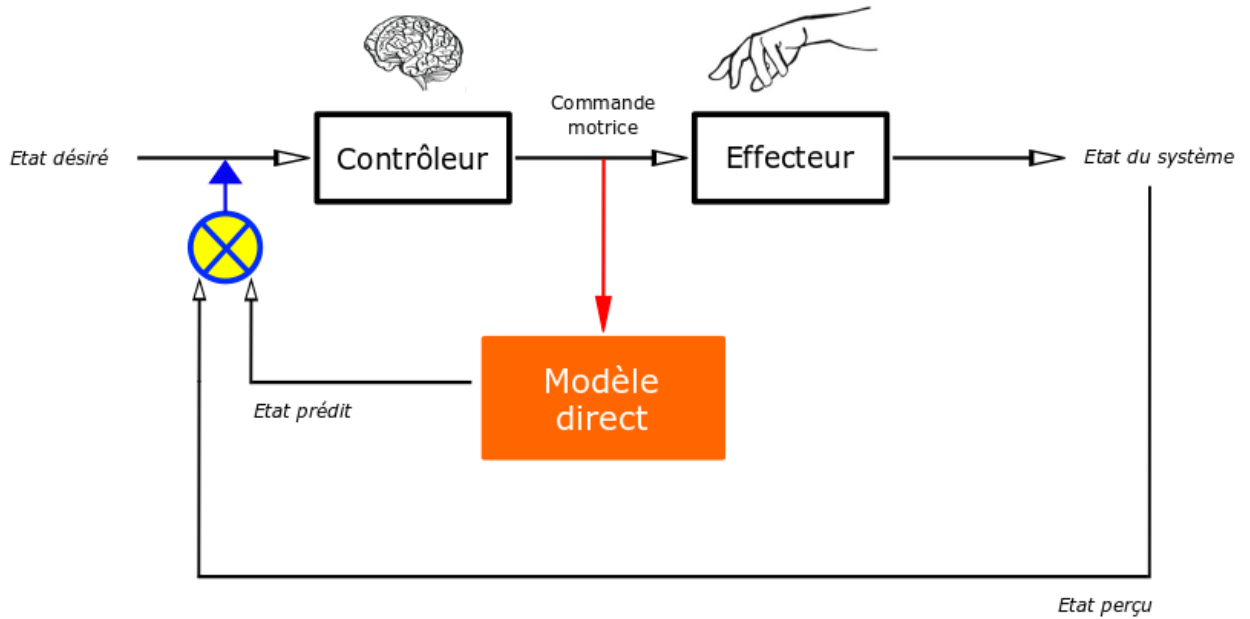 Commande
motrice
Etat désiré
Contrôleur
Effecteur
Etat du système
Modèle
direct
Etat prédit
Etat perçu